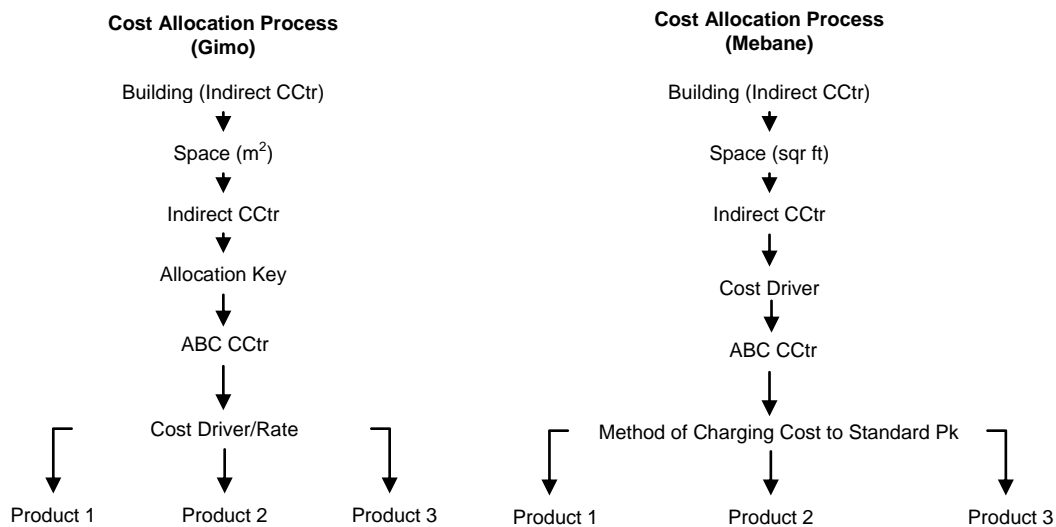 Cost Allocation Process
(Gimo)
Building (Indirect CCtr)
Space (m²)
Indirect CCtr
Allocation Key
ABC CCtr
Cost Driver/Rate
Product 1
Product 2
Product 3
Cost Allocation Process
(Mebane)
Building (Indirect CCtr)
Space (sqr ft)
Indirect CCtr
Cost Driver
ABC CCtr
Method of Charging Cost to Standard Pk
Product 1
Product 2
Product 3